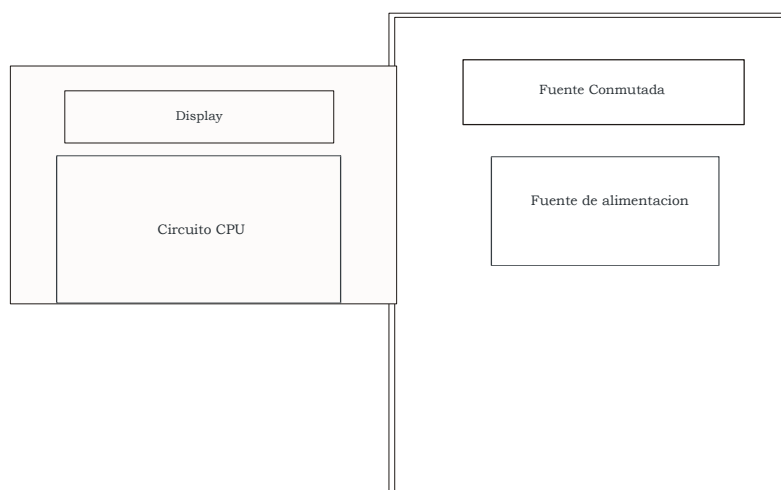 Display
Circuito CPU
Fuente Conmutada
Fuente de alimentacion